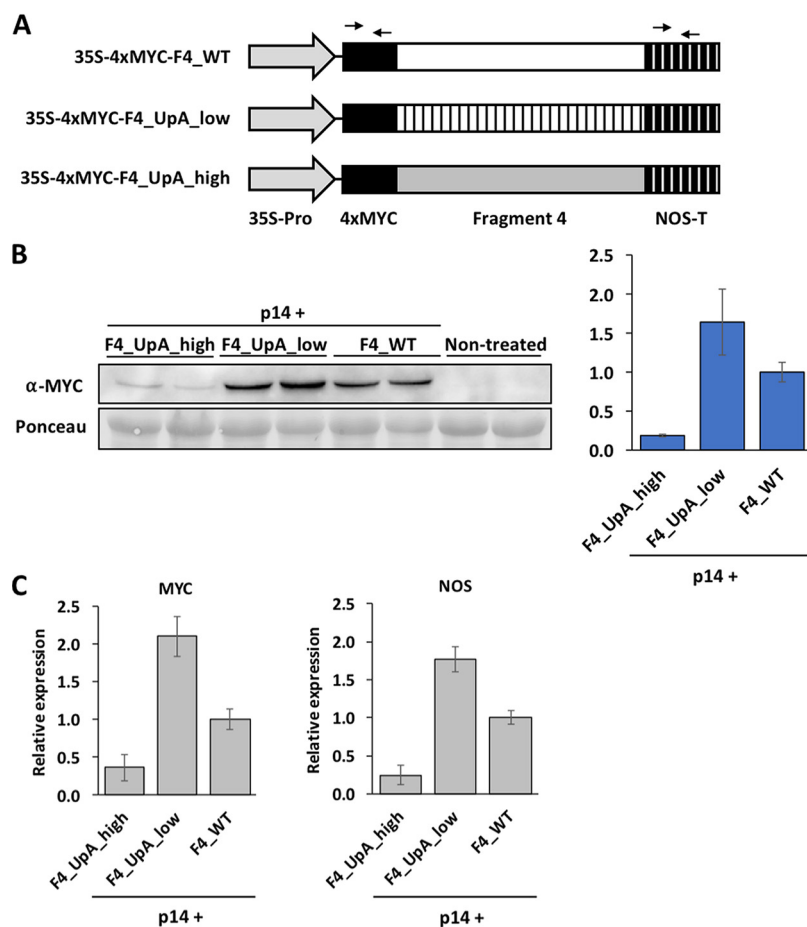 A
35S-4xMYC-F4_WT
35S-4xMYC-F4_UpA_low
35S-4xMYC-F4_UpA_high
35S-Pro 4xMYC Fragment 4 NOS-T
B
p14 +
F4_UpA_high F4_UpA_low F4_WT Non-treated
α-MYC
Ponceau
2.5
2.0
1.5
1.0
0.5
0.0
F4_UpA_high F4_UpA_low F4_WT
p14 +
C
MYC
Relative expression
2.5
2.0
1.5
1.0
0.5
0.0
F4_UpA_high F4_UpA_low F4_WT
p14 +
NOS
Relative expression
2.5
2.0
1.5
1.0
0.5
0.0
F4_UpA_high F4_UpA_low F4_WT
p14 +